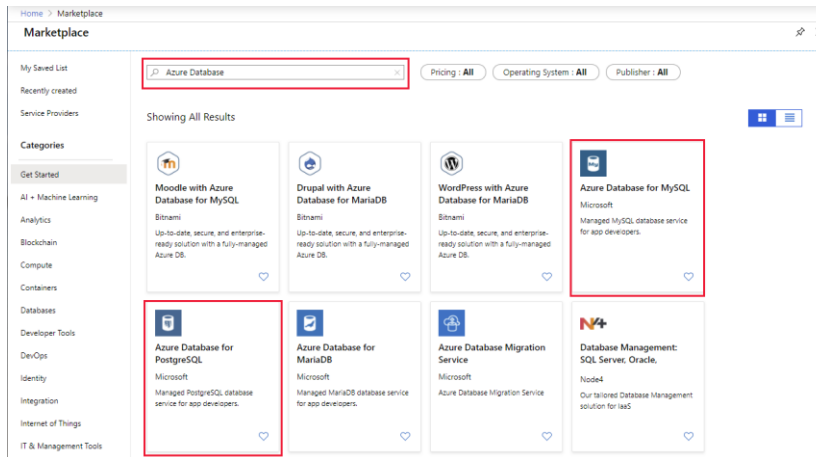 Home > Marketplace
Marketplace
My Saved List
Recently created
Service Providers
Categories
Get Started
AI + Machine Learning
Analytics
Blockchain
Compute
Containers
Databases
Developer Tools
DevOps
Identity
Integration
Internet of Things
IT & Management Tools
Azure Database
Pricing : All
Operating System : All
Publisher : All
Showing All Results
m
Moodle with Azure
Database for MySQL
Bitnami
Up-to-date, secure, and enterprise-
ready solution with a fully-managed
Azure DB.
Drupal with Azure
Database for MariaDB
Bitnami
Up-to-date, secure, and enterprise-
ready solution with a fully-managed
Azure DB.
W
WordPress with Azure
Database for MariaDB
Bitnami
Up-to-date, secure, and enterprise-
ready solution with a fully-managed
Azure DB.
Azure Database for MySQL
Microsoft
Managed MySQL database service
for app developers.
Azure Database for
PostgreSQL
Microsoft
Managed PostgreSQL database
service for app developers.
Azure Database for
MariaDB
Microsoft
Managed MariaDB database service
for app developers.
Azure Database Migration
Service
Microsoft
Azure Database Migration Service
N4
Database Management:
SQL Server, Oracle,
Node4
Our tailored Database Management
solution for IaaS